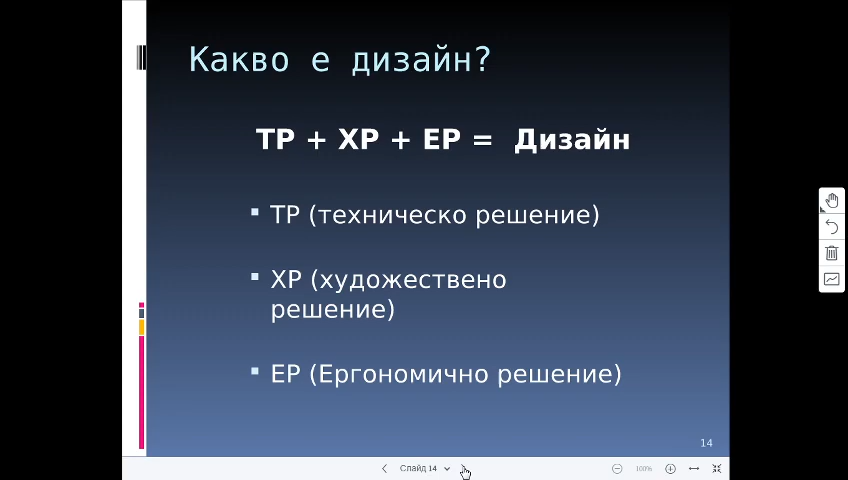 Какво е дизайн?
ТР + ХР + ЕР = Дизайн
▪ ТР (техническо решение)
▪ ХР (художествено
решение)
▪ ЕР (Ергономично решение)
14
Слайд 14
100%